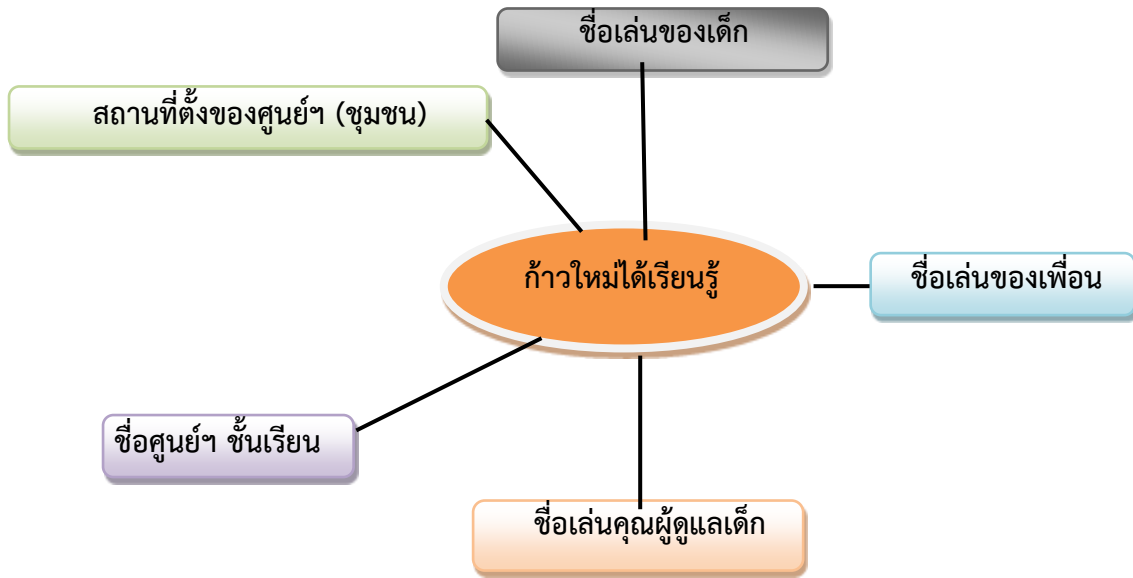 ชื่อเล่นของเด็ก
สถานที่ตั้งของศูนย์ฯ (ชุมชน)
ก้าวใหม่ได้เรียนรู้
ชื่อเล่นของเพื่อน
ชื่อศูนย์ฯ ชั้นเรียน
ชื่อเล่นคุณผู้ดูแลเด็ก